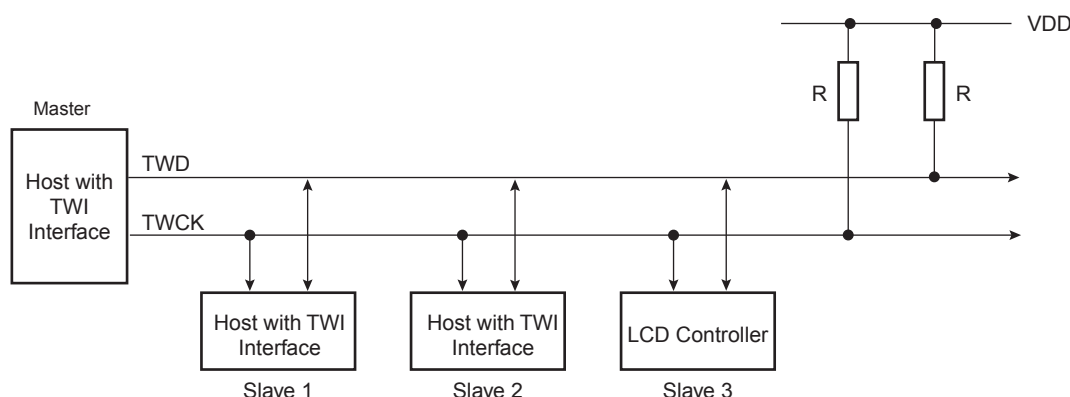 VDD
R
R
Master
Host with
TWI
Interface
TWD
TWCK
Host with TWI
Interface
Slave 1
Host with TWI
Interface
Slave 2
LCD Controller
Slave 3